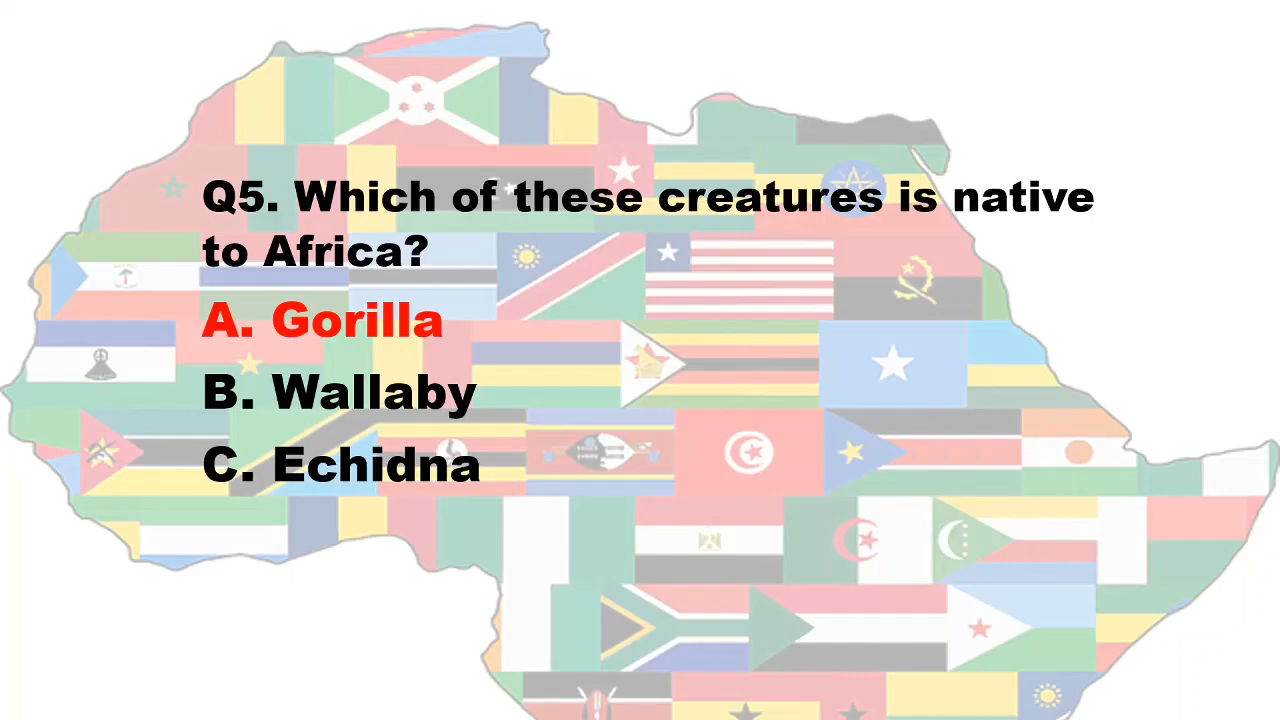 Q5. Which of these creatures is native
to Africa?
A. Gorilla
B. Wallaby
C. Echidna